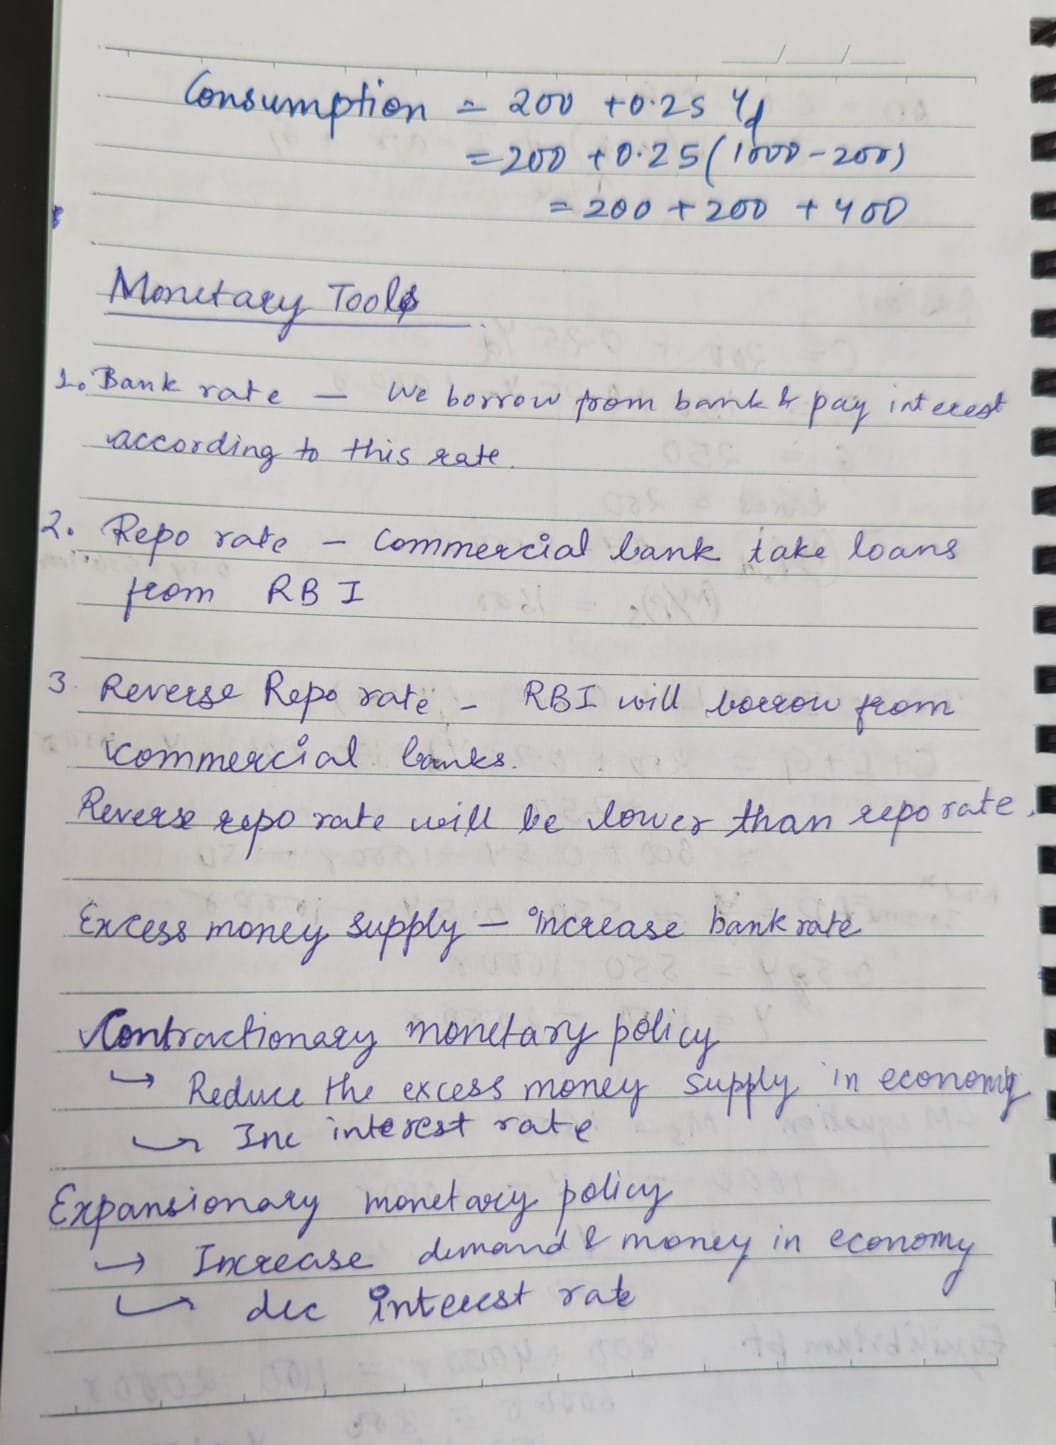 Consumption = 200 + 0.25 Yd
= 200 + 0.25 (1000 - 200)
= 200 + 200 + 400
Monetary Tools
1. Bank rate — We borrow from bank & pay interest
according to this rate.
2. Repo rate – Commercial bank take loans
from RBI
3. Reverse Repo rate – RBI will borrow from
commercial banks.
Reverse repo rate will be lower than repo rate.
Excess money supply – increase bank rate
Contractionary monetary policy
↳ Reduce the excess money supply in economy
↳ Inc interest rate
Expansionary monetary policy
→ Increase demand & money in economy
↳ dec interest rate